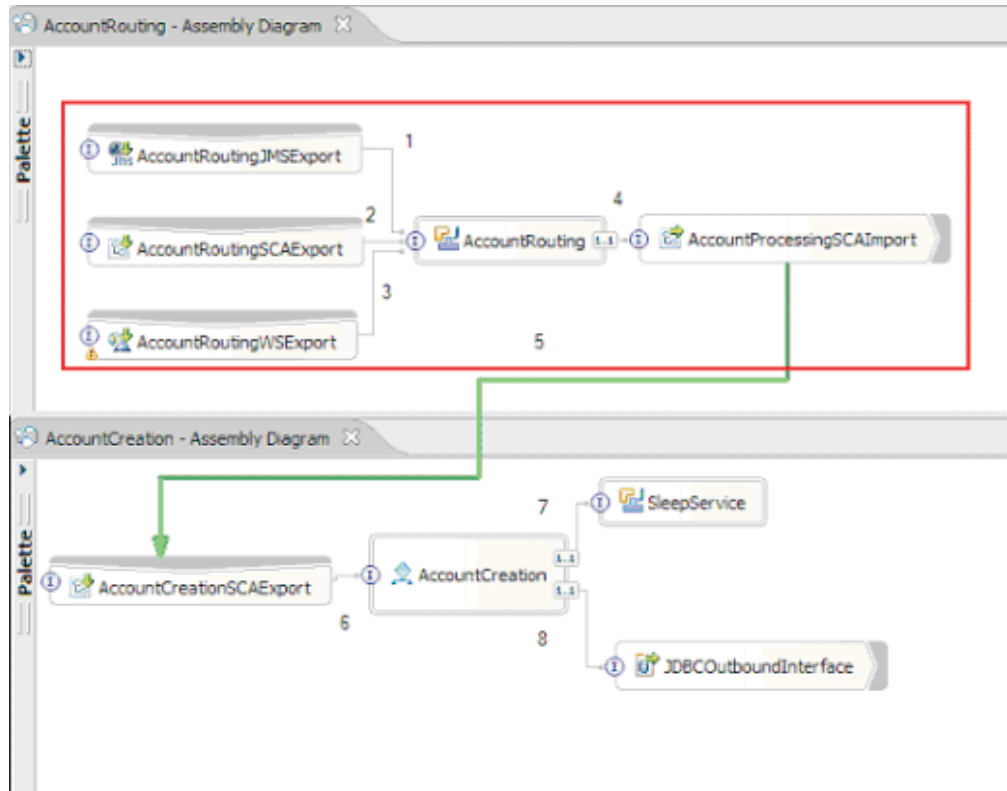 AccountRouting - Assembly Diagram
Palette
1
JMS AccountRoutingJMSExport
2
4
AccountRoutingSCAExport
AccountRouting 1..1
AccountProcessingSCAImport
3
AccountRoutingWSExport
5
AccountCreation - Assembly Diagram
Palette
7
SleepService
AccountCreationSCAExport
AccountCreation
1..1
1..1
6
8
JDBCOutboundInterface